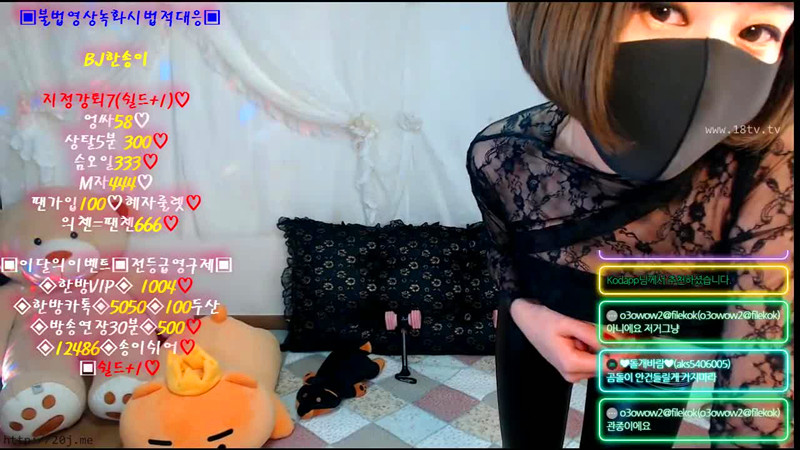 ▣불법영상녹화시법적대응▣
BJ한송이
지정강퇴7(쉴드+1)♡
엉싸58♡
상탈5분 300♡
슴오일333♡
M자444♡
팬가입100♡혜자룰렛♡
의첸=팬첸666♡
▣이달의이벤트▣전등급영구제▣
◈한방VIP◈ 1004♡
◈한방카톡◈5050◈100두산
◈방송연장30분◈500♡
◈12486◈송이쉬어♡
▣쉴드+1♡
http://20j.me
www.18tv.tv
Kodapp님께서 추천하셨습니다.
o3owow2@filekok(o3owow2@filekok)
아니에요 저거그냥
♥돌개바람♥(aks5406005)
곰돌이 안건들릴게 가지마라
o3owow2@filekok(o3owow2@filekok)
관종이에요